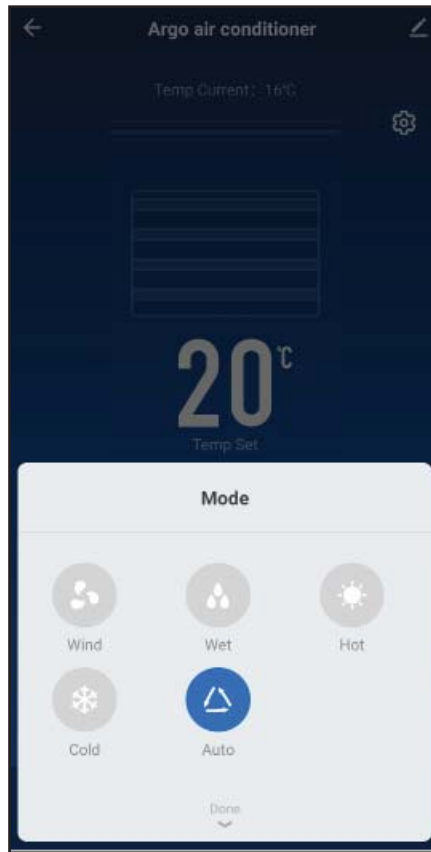 Argo air conditioner
Temp Current: 16℃
20℃
Temp Set
Mode
Wind Wet Hot
Cold Auto
Done